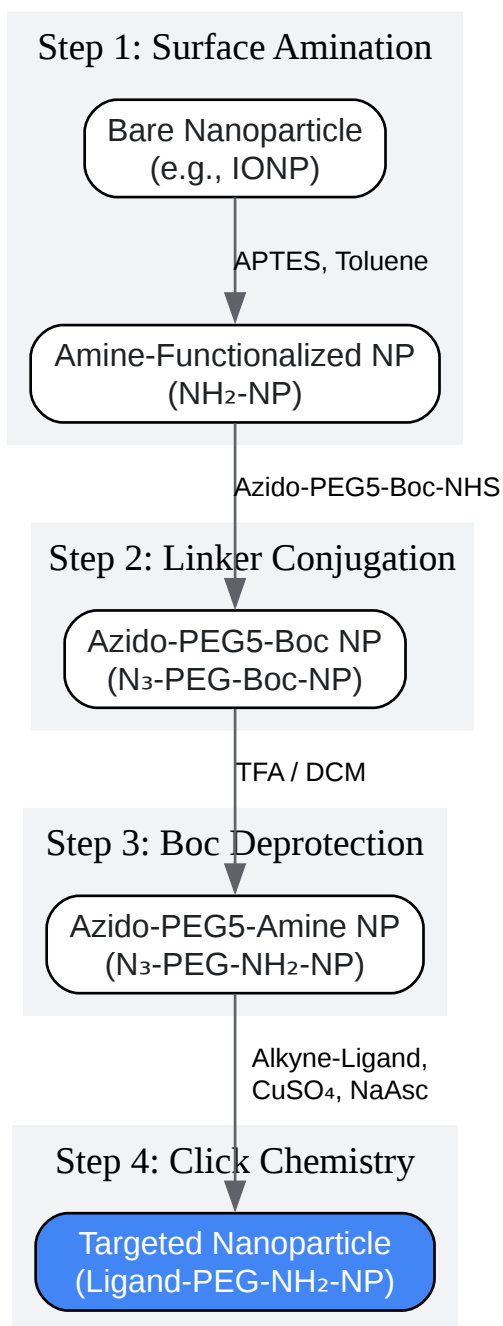 Step 1: Surface Amination
Bare Nanoparticle
(e.g., IONP)
APTES, Toluene
Amine-Functionalized NP
(NH₂-NP)
Azido-PEG5-Boc-NHS
Step 2: Linker Conjugation
Azido-PEG5-Boc NP
(N₃-PEG-Boc-NP)
TFA / DCM
Step 3: Boc Deprotection
Azido-PEG5-Amine NP
(N₃-PEG-NH₂-NP)
Alkyne-Ligand,
CuSO₄, NaAsc
Step 4: Click Chemistry
Targeted Nanoparticle
(Ligand-PEG-NH₂-NP)